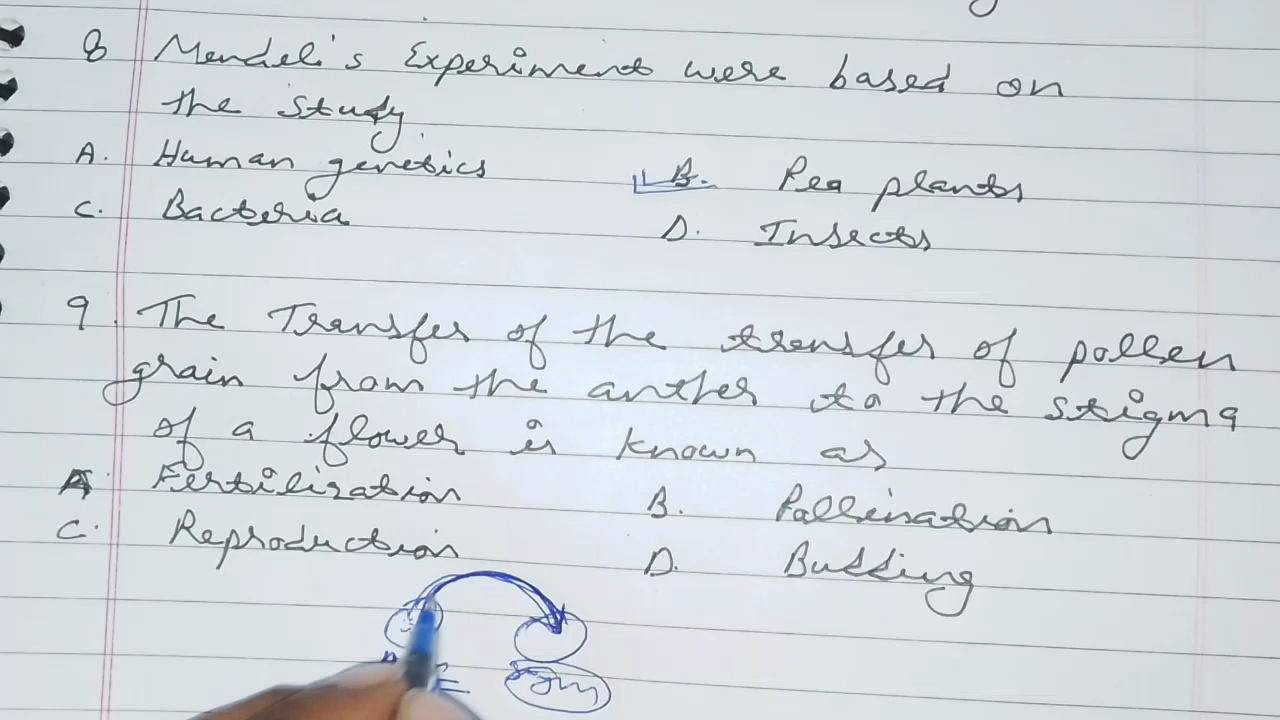 8 Mendel's Experiment were based on
the study
A. Human genetics B. Pea plants
C. Bacteria D. Insects
9. The Transfer of the transfer of pollen
grain from the anther to the stigma
of a flower is known as
A. Fertilization B. Pollination
C. Reproduction D. Budding